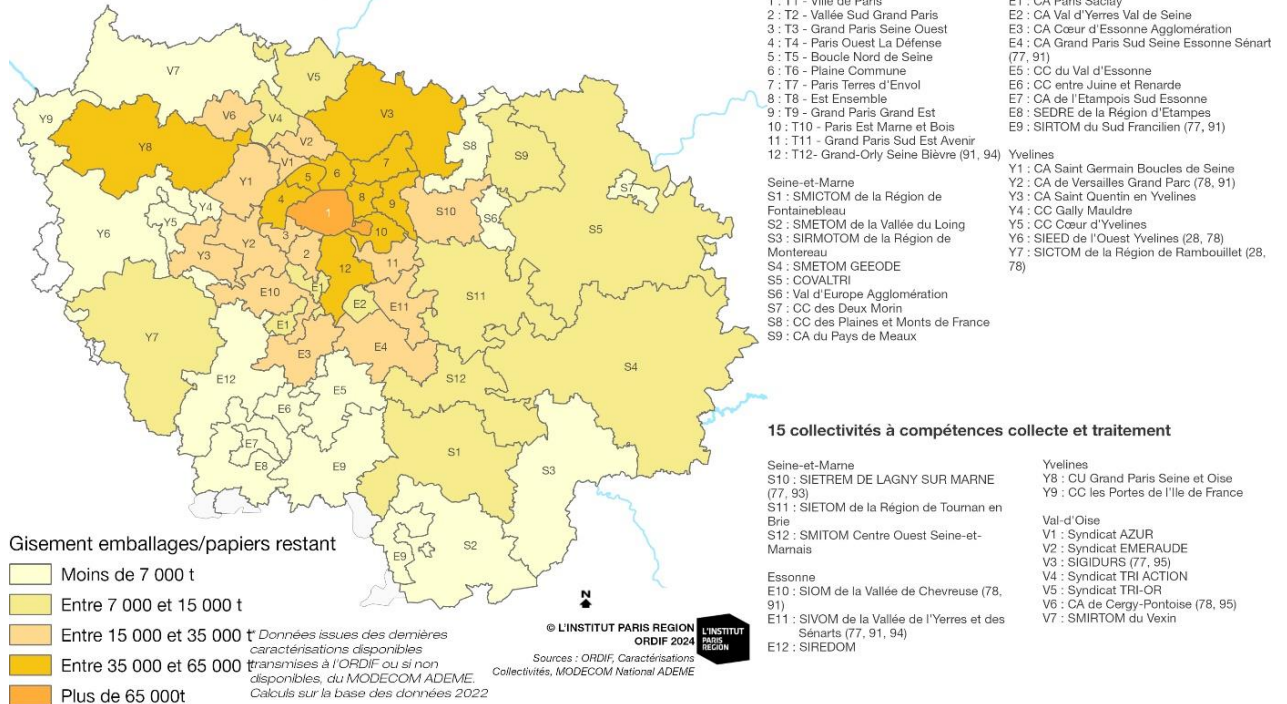 1 : T1 - Ville de Paris
2 : T2 - Vallée Sud Grand Paris
3 : T3 - Grand Paris Seine Ouest
4 : T4 - Paris Ouest La Défense
5 : T5 - Boucle Nord de Seine
6 : T6 - Plaine Commune
7 : T7 - Paris Terres d'Envol
8 : T8 - Est Ensemble
9 : T9 - Grand Paris Grand Est
10 : T10 - Paris Est Marne et Bois
11 : T11 - Grand Paris Sud Est Avenir
12 : T12- Grand-Orly Seine Bièvre (91, 94)
Seine-et-Marne
S1 : SMICTOM de la Région de
Fontainebleau
S2 : SMETOM de la Vallée du Loing
S3 : SIRMOTOM de la Région de
Montereau
S4 : SMETOM GEEODE
S5 : COVALTRI
S6 : Val d'Europe Agglomération
S7 : CC des Deux Morin
S8 : CC des Plaines et Monts de France
S9 : CA du Pays de Meaux
E1 : CA Paris Saclay
E2 : CA Val d'Yerres Val de Seine
E3 : CA Cœur d'Essonne Agglomération
E4 : CA Grand Paris Sud Seine Essonne Sénart
(77, 91)
E5 : CC du Val d'Essonne
E6 : CC entre Juine et Renarde
E7 : CA de l'Etampois Sud Essonne
E8 : SEDRE de la Région d'Etampes
E9 : SIRTOM du Sud Francilien (77, 91)
Yvelines
Y1 : CA Saint Germain Boucles de Seine
Y2 : CA de Versailles Grand Parc (78, 91)
Y3 : CA Saint Quentin en Yvelines
Y4 : CC Gally Mauldre
Y5 : CC Cœur d'Yvelines
Y6 : SIEED de l'Ouest Yvelines (28, 78)
Y7 : SICTOM de la Région de Rambouillet (28,
78)
15 collectivités à compétences collecte et traitement
Seine-et-Marne
S10 : SIETREM DE LAGNY SUR MARNE
(77, 93)
S11 : SIETOM de la Région de Tournan en
Brie
S12 : SMITOM Centre Ouest Seine-et-
Marnais
Essonne
E10 : SIOM de la Vallée de Chevreuse (78,
91)
E11 : SIVOM de la Vallée de l'Yerres et des
Sénarts (77, 91, 94)
E12 : SIREDOM
Yvelines
Y8 : CU Grand Paris Seine et Oise
Y9 : CC les Portes de l'Ile de France
Val-d'Oise
V1 : Syndicat AZUR
V2 : Syndicat EMERAUDE
V3 : SIGIDURS (77, 95)
V4 : Syndicat TRI ACTION
V5 : Syndicat TRI-OR
V6 : CA de Cergy-Pontoise (78, 95)
V7 : SMIRTOM du Vexin
V7
V5
V3
Y9
V6
V4
Y8
V2
S8
S9
V1
7
S7
Y1
5
6
4
8
9
Y4
1
S10
S6
Y5
10
S5
Y6
3
Y2
2
Y3
12
11
E10
E1
S11
E2
E11
E1
Y7
E3
E4
S4
E12
S12
E5
E6
E7
S1
E8
E9
S3
E9
S2
Gisement emballages/papiers restant
Moins de 7 000 t
Entre 7 000 et 15 000 t
Entre 15 000 et 35 000 t
Entre 35 000 et 65 000 t
Plus de 65 000t
* Données issues des dernières
caractérisations disponibles
transmises à l'ORDIF ou si non
disponibles, du MODECOM ADEME.
Calculs sur la base des données 2022
N
© L'INSTITUT PARIS REGION
ORDIF 2024
Sources : ORDIF, Caractérisations
Collectivités, MODECOM National ADEME
L'INSTITUT
PARIS
REGION